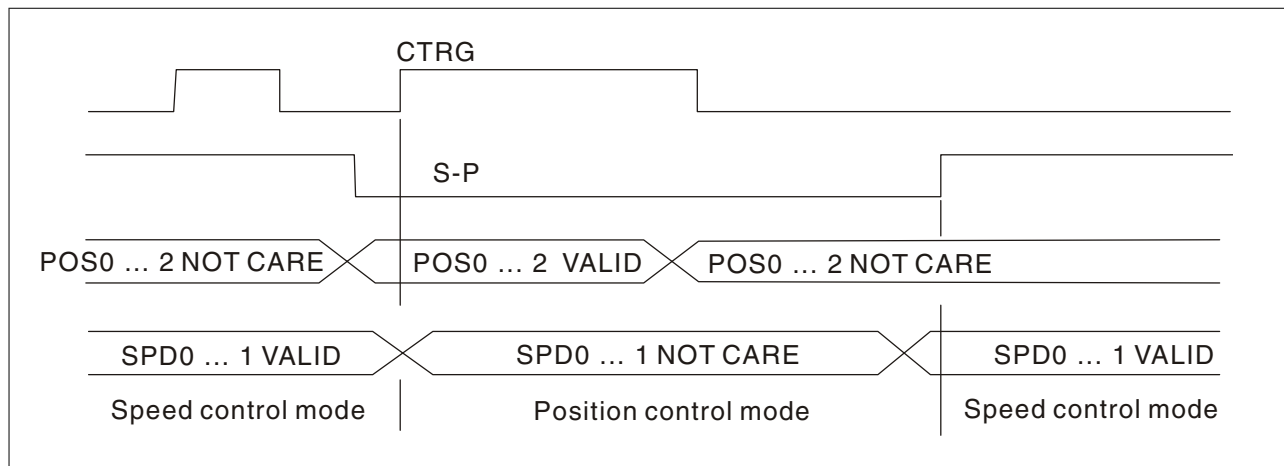 CTRG
S-P
POS0 ... 2 NOT CARE POS0 ... 2 VALID POS0 ... 2 NOT CARE
SPD0 ... 1 VALID SPD0 ... 1 NOT CARE SPD0 ... 1 VALID
Speed control mode Position control mode Speed control mode